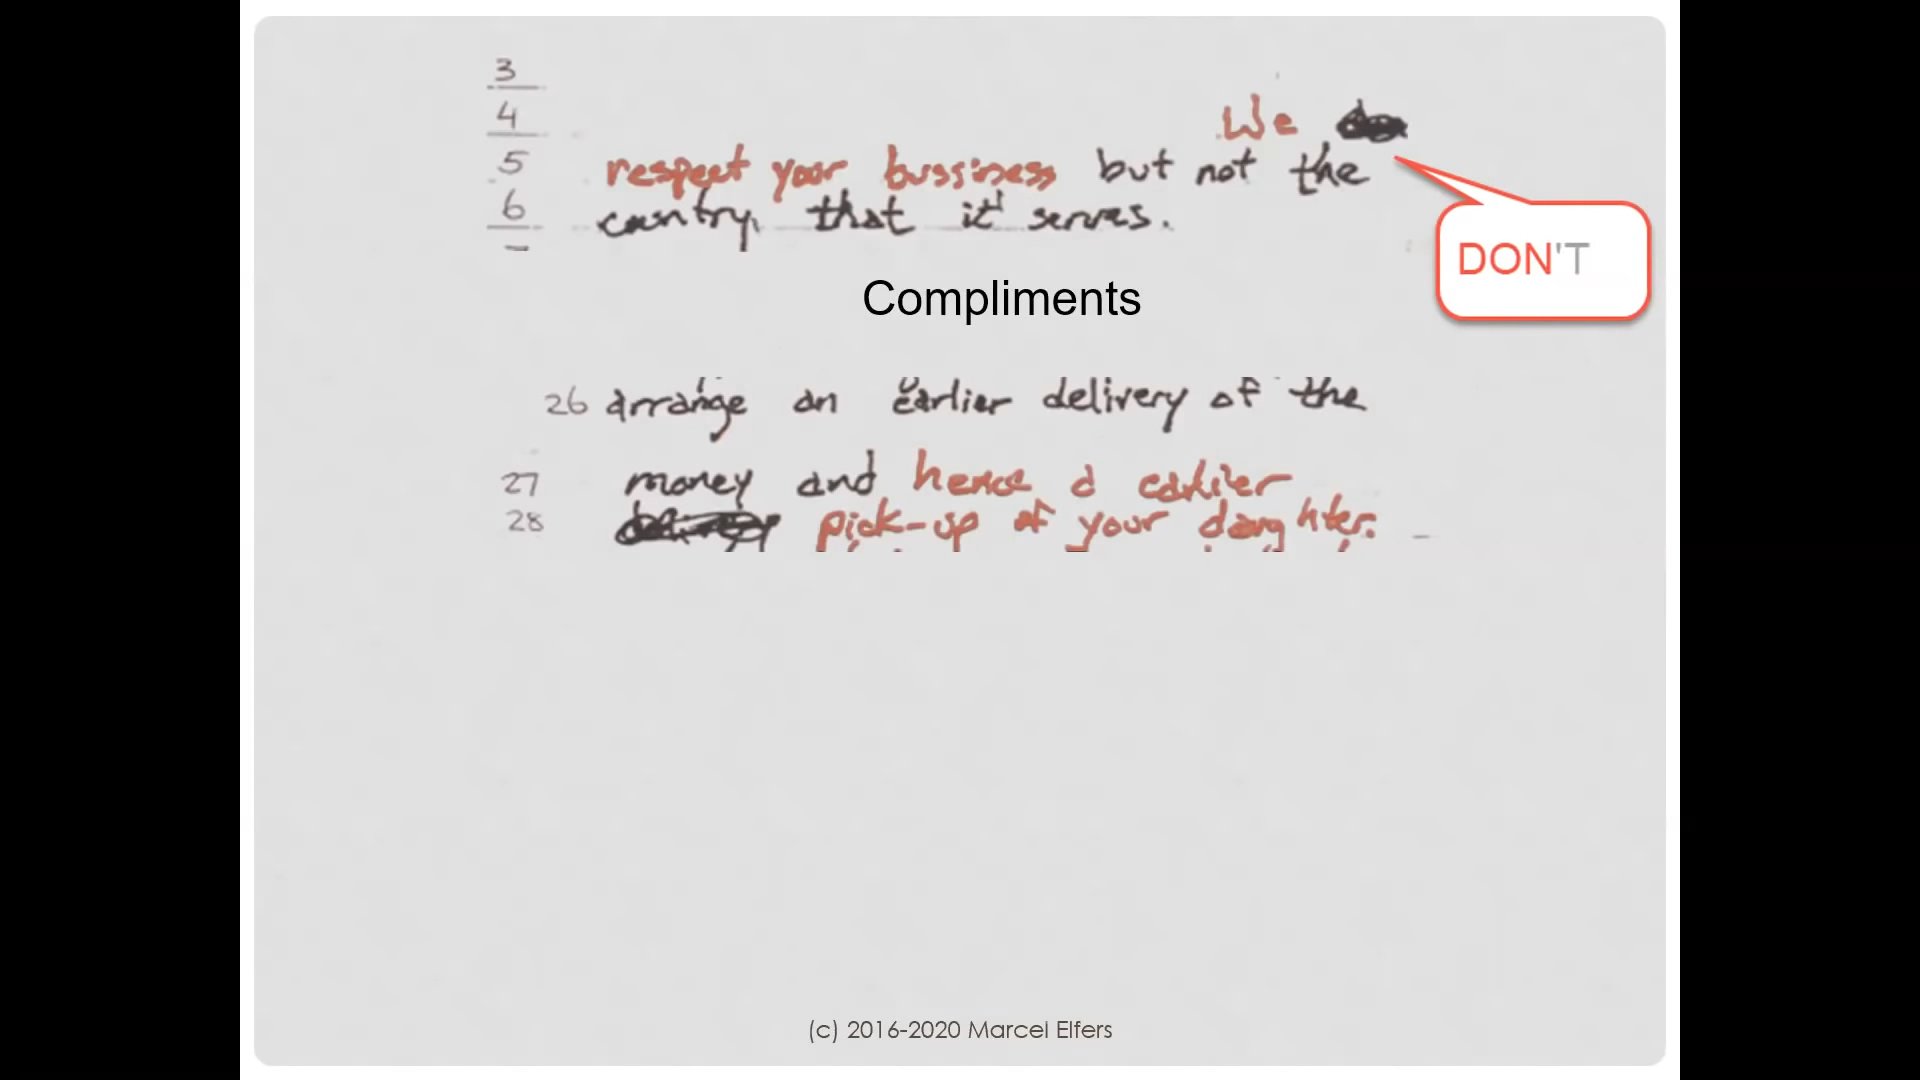 3
4 We
5 respect your bussiness but not the
6 country, that it serves.
DON'T
Compliments
26 arrange an earlier delivery of the
27 money and hence a earlier
28 pick-up of your daughter.
(c) 2016-2020 Marcel Elfers